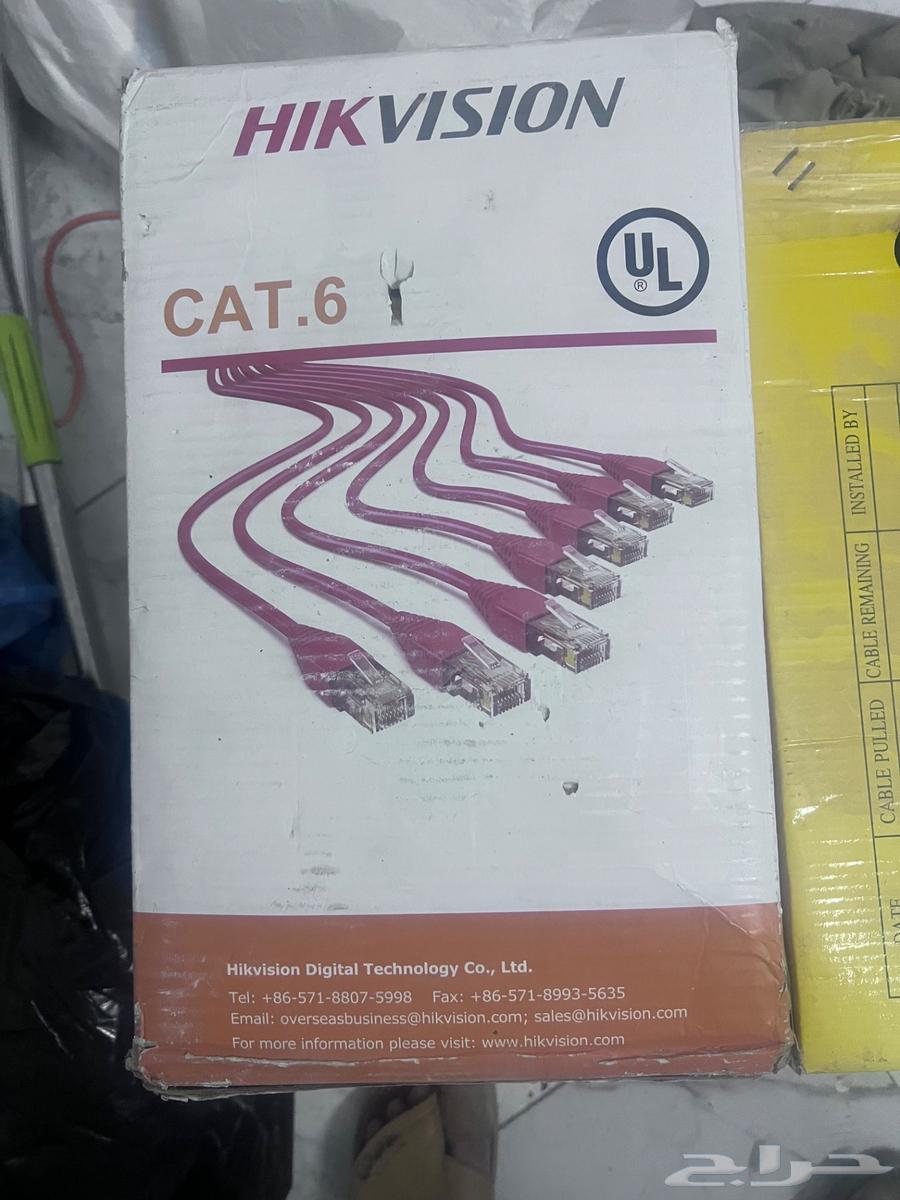 HIKVISION
UL
®
CAT.6
Hikvision Digital Technology Co., Ltd.
Tel: +86-571-8807-5998 Fax: +86-571-8993-5635
Email: overseasbusiness@hikvision.com; sales@hikvision.com
For more information please visit: www.hikvision.com
INSTALLED BY
CABLE REMAINING
CABLE PULLED
DATE
حراج